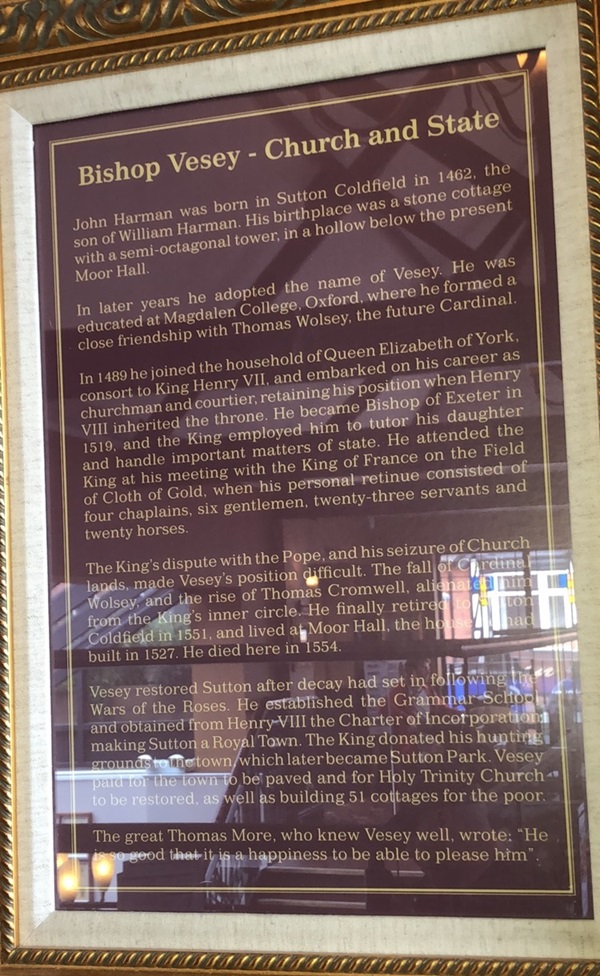 Bishop Vesey - Church and State
John Harman was born in Sutton Coldfield in 1462, the
son of William Harman. His birthplace was a stone cottage
with a semi-octagonal tower, in a hollow below the present
Moor Hall.
In later years he adopted the name of Vesey. He was
educated at Magdalen College, Oxford, where he formed a
close friendship with Thomas Wolsey, the future Cardinal.
In 1489 he joined the household of Queen Elizabeth of York,
consort to King Henry VII, and embarked on his career as
churchman and courtier, retaining his position when Henry
VIII inherited the throne. He became Bishop of Exeter in
1519, and the King employed him to tutor his daughter
and handle important matters of state. He attended the
King at his meeting with the King of France on the Field
of Cloth of Gold, when his personal retinue consisted of
four chaplains, six gentlemen, twenty-three servants and
twenty horses.
The King's dispute with the Pope, and his seizure of Church
lands, made Vesey's position difficult. The fall of Cardinal
Wolsey, and the rise of Thomas Cromwell, alienated him
from the King's inner circle. He finally retired to Sutton
Coldfield in 1551, and lived at Moor Hall, the house he had
built in 1527. He died here in 1554.
Vesey restored Sutton after decay had set in following the
Wars of the Roses. He established the Grammar School
and obtained from Henry VIII the Charter of Incorporation,
making Sutton a Royal Town. The King donated his hunting
grounds to the town, which later became Sutton Park. Vesey
paid for the town to be paved and for Holy Trinity Church
to be restored, as well as building 51 cottages for the poor.
The great Thomas More, who knew Vesey well, wrote: "He
is so good that it is a happiness to be able to please him".